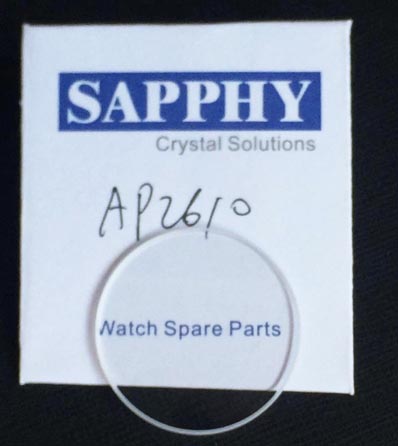 SAPPHY
Crystal Solutions
AP2610
Watch Spare Parts